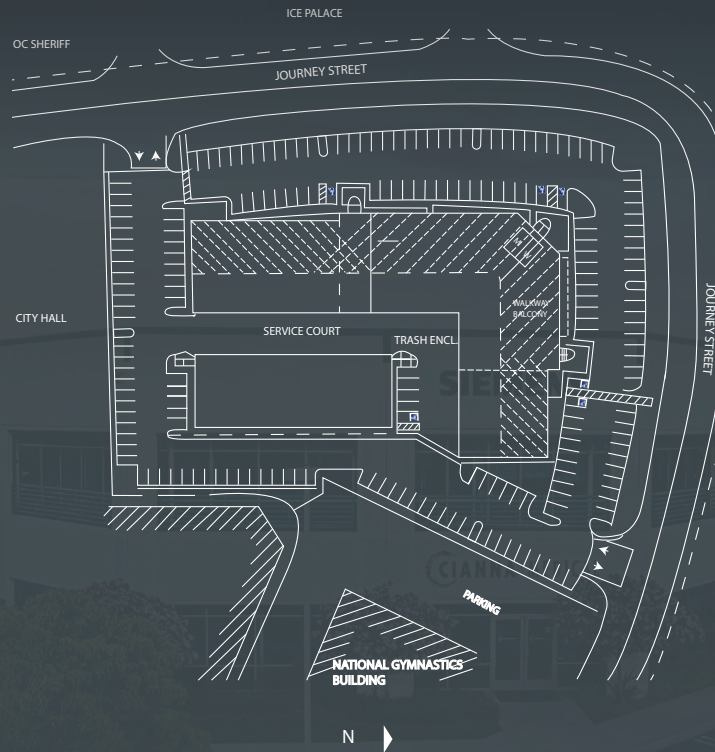 ICE PALACE
OC SHERIFF
JOURNEY STREET
JOURNEY STREET
CITY HALL
WALKWAY
BALCONY
SERVICE COURT
TRASH ENCL.
PARKING
NATIONAL GYMNASTICS
BUILDING
N